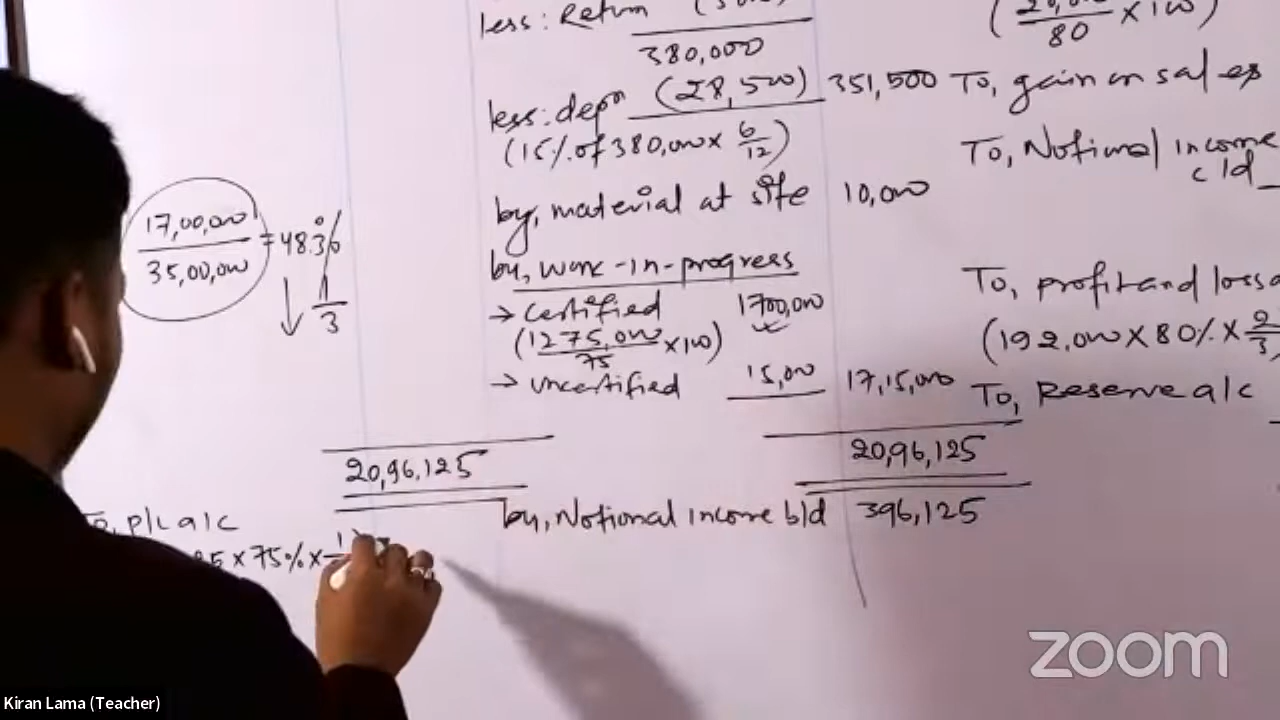 less: Return
380,000
less: depn (28,500) 351,500
(15% of 380,000 x 6/12)
by, material at site 10,000
by, work-in-progress
→ Certified 1700,000
(1275,000/75 x100)
→ uncertified 15,000 17,15,000
20,96,125
by, Notional income b/d 396,125
80 x 100)
To, gain on sales
To, Notional income
c/d
To, profit and loss a
(192,000 x 80% x 2/3)
To, Reserve a/c
17,00,000
35,00,000
= 48.3%
1
3
20,96,125
To, p/l a/c
x 75% x 1
zoom
Kiran Lama (Teacher)